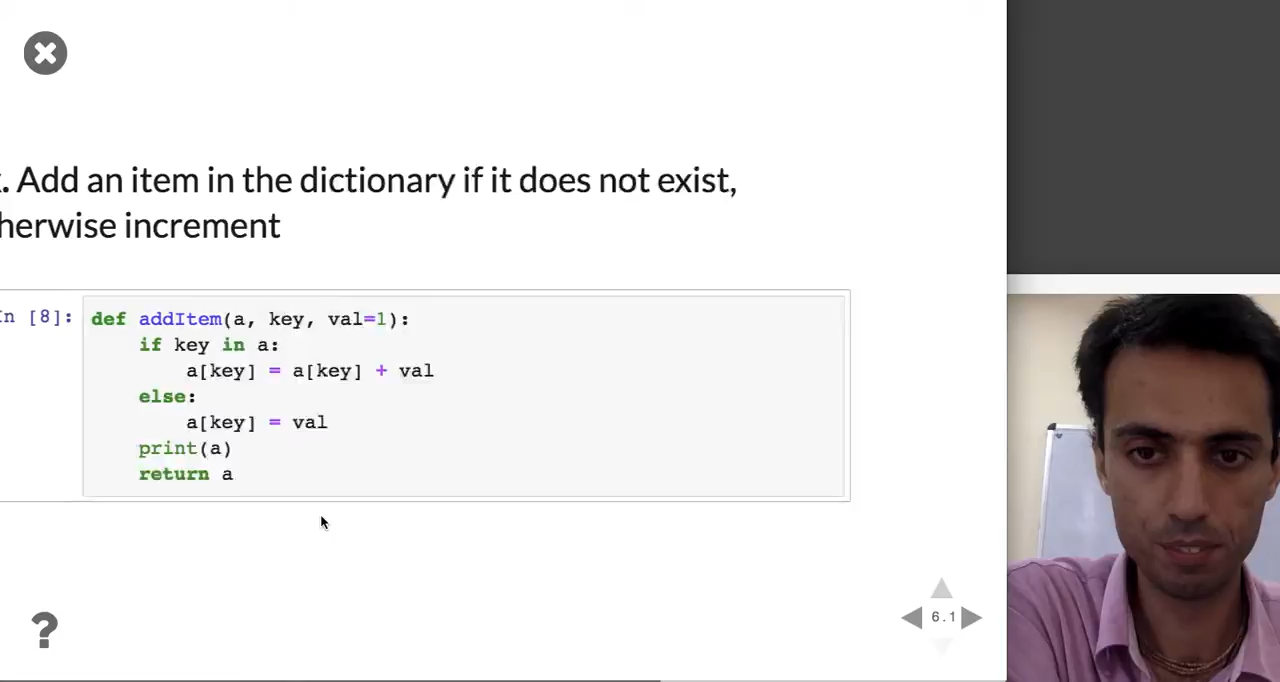 . Add an item in the dictionary if it does not exist,
herwise increment
In [8]:
def addItem(a, key, val=1):
if key in a:
a[key] = a[key] + val
else:
a[key] = val
print(a)
return a
?
6.1